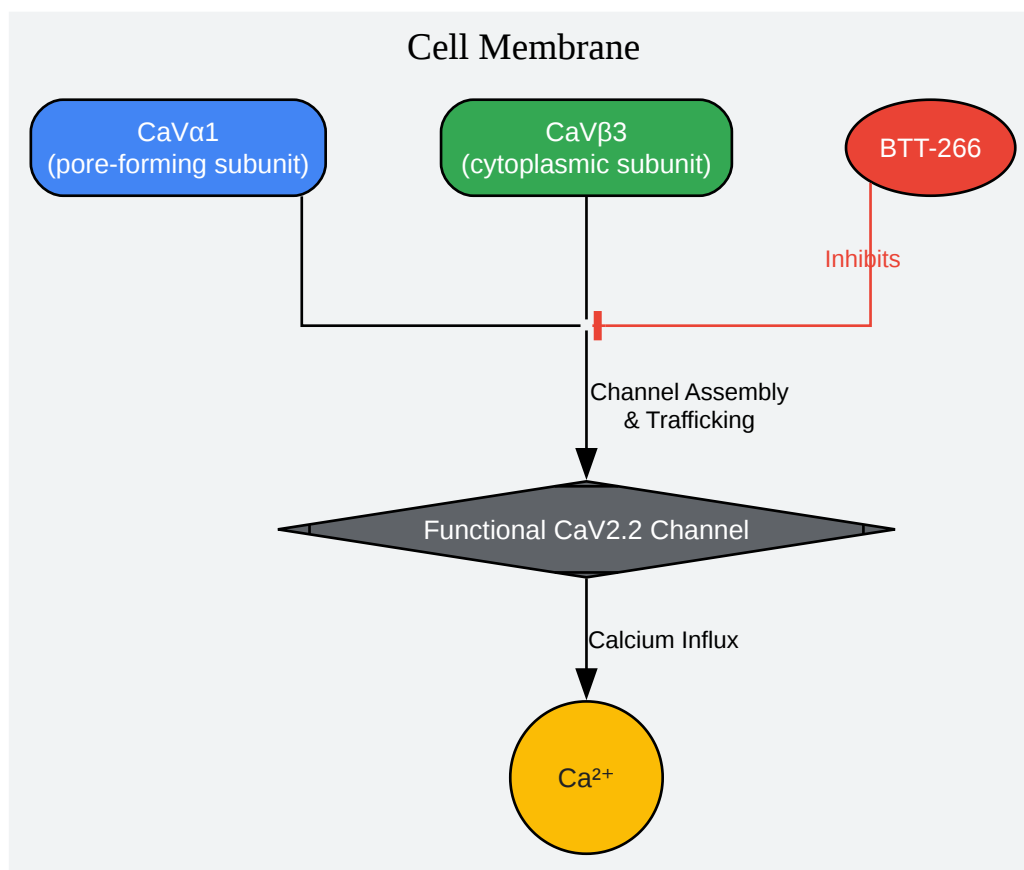 Cell Membrane
CaVα1
(pore-forming subunit)
CaVβ3
(cytoplasmic subunit)
BTT-266
Inhibits
Channel Assembly
& Trafficking
Functional CaV2.2 Channel
Calcium Influx
Ca²⁺